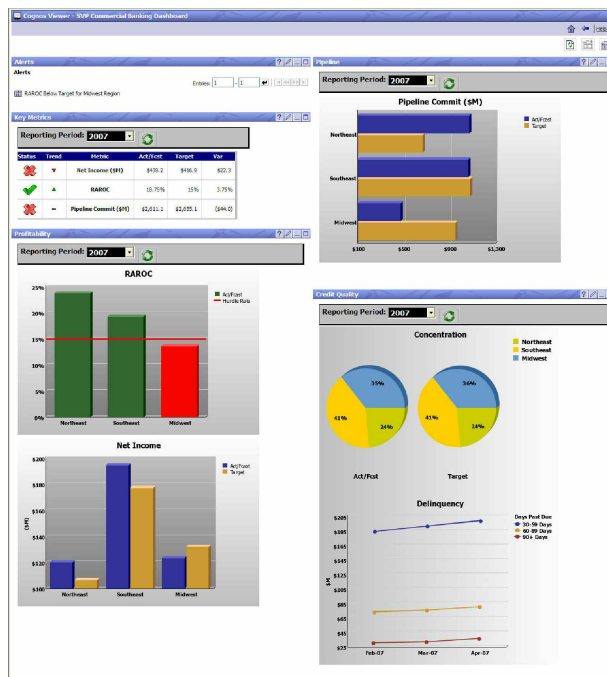 Cognos Viewer - SVP Commercial Banking Dashboard
Alerts
Alerts
Entries: 1 - 1
RAROC Below Target for Midwest Region
Key Metrics
Reporting Period: 2007
Status Trend Metric Act/Fcst Target Var
Net Income ($M) $439.2 $416.9 $22.3
RAROC 18.75% 15% 3.75%
Pipeline Commit ($M) $2,611.1 $2,655.1 ($44.0)
Profitability
Reporting Period: 2007
RAROC
25%
20%
15%
10%
5%
0%
Northeast Southeast Midwest
Act/Fcast
Hurdle Rate
Net Income
$200
$180
$160
$140
$120
$100
($M)
Northeast Southeast Midwest
Act/Fcst
Target
Pipeline
Reporting Period: 2007
Pipeline Commit ($M)
Northeast
Southeast
Midwest
$100 $500 $900 $1,300
Act/Fcst
Target
Credit Quality
Reporting Period: 2007
Concentration
Northeast
Southeast
Midwest
35%
41%
24%
36%
41%
24%
Act/Fcst Target
Delinquency
$205
$185
$165
$145
$125
$105
$85
$65
$45
$25
$M
Feb-07 Mar-07 Apr-07
Days Past Due
30-59 Days
60-89 Days
90+ Days